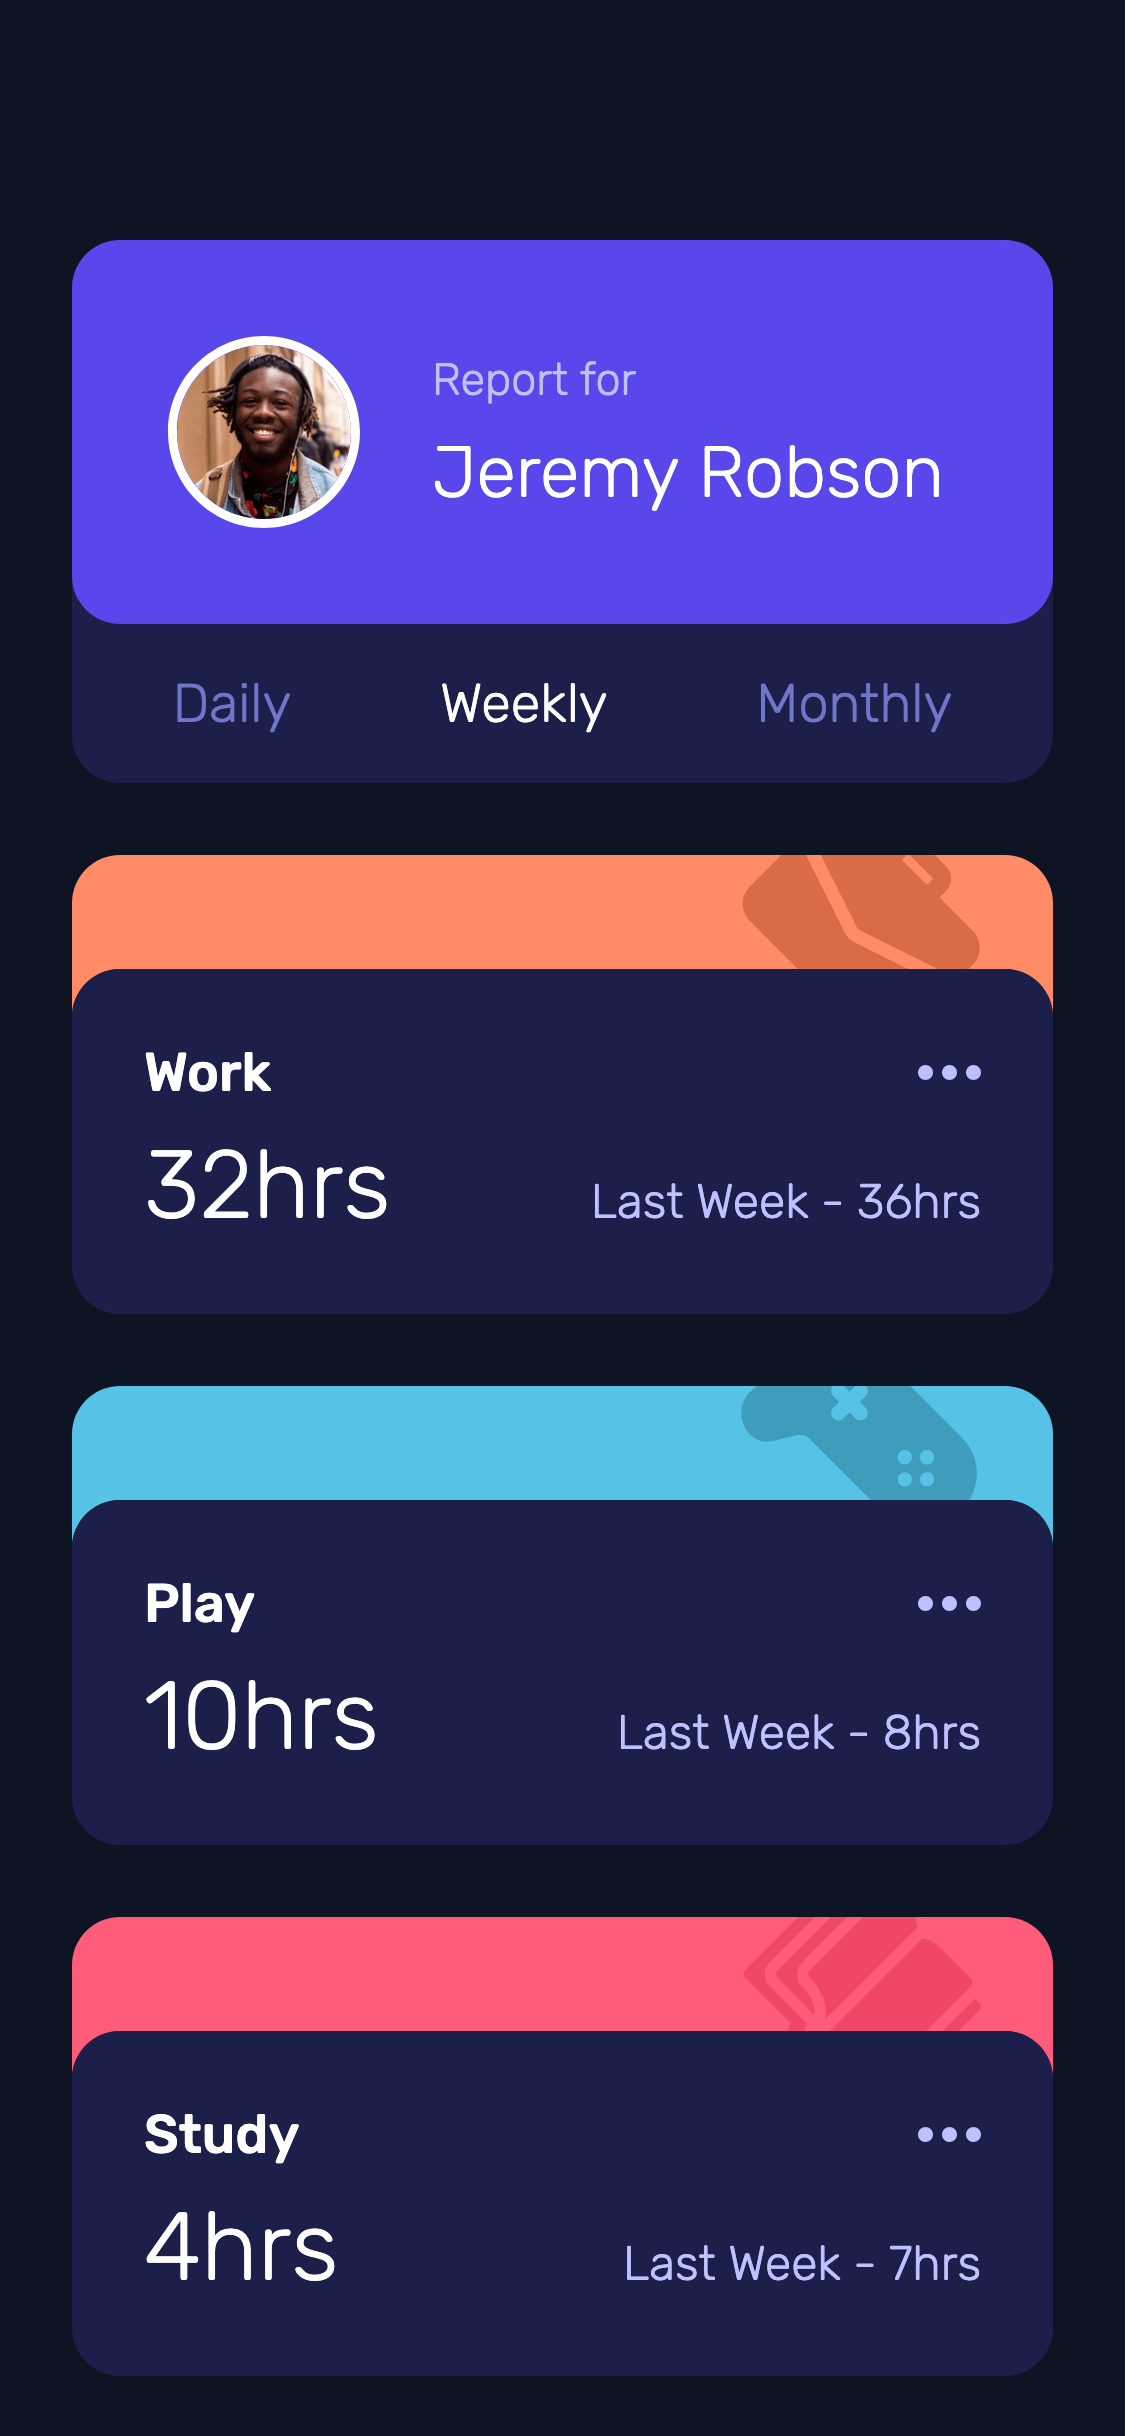 Report for
Jeremy Robson
Daily Weekly Monthly
Work
32hrs Last Week - 36hrs
Play
10hrs Last Week - 8hrs
Study
4hrs Last Week - 7hrs